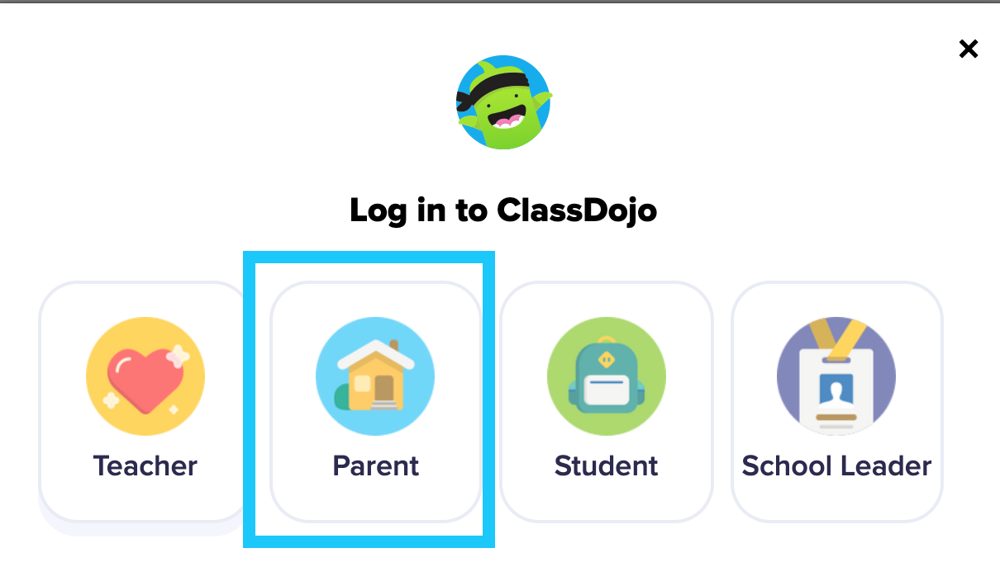 Log in to ClassDojo
Teacher
Parent
Student
School Leader